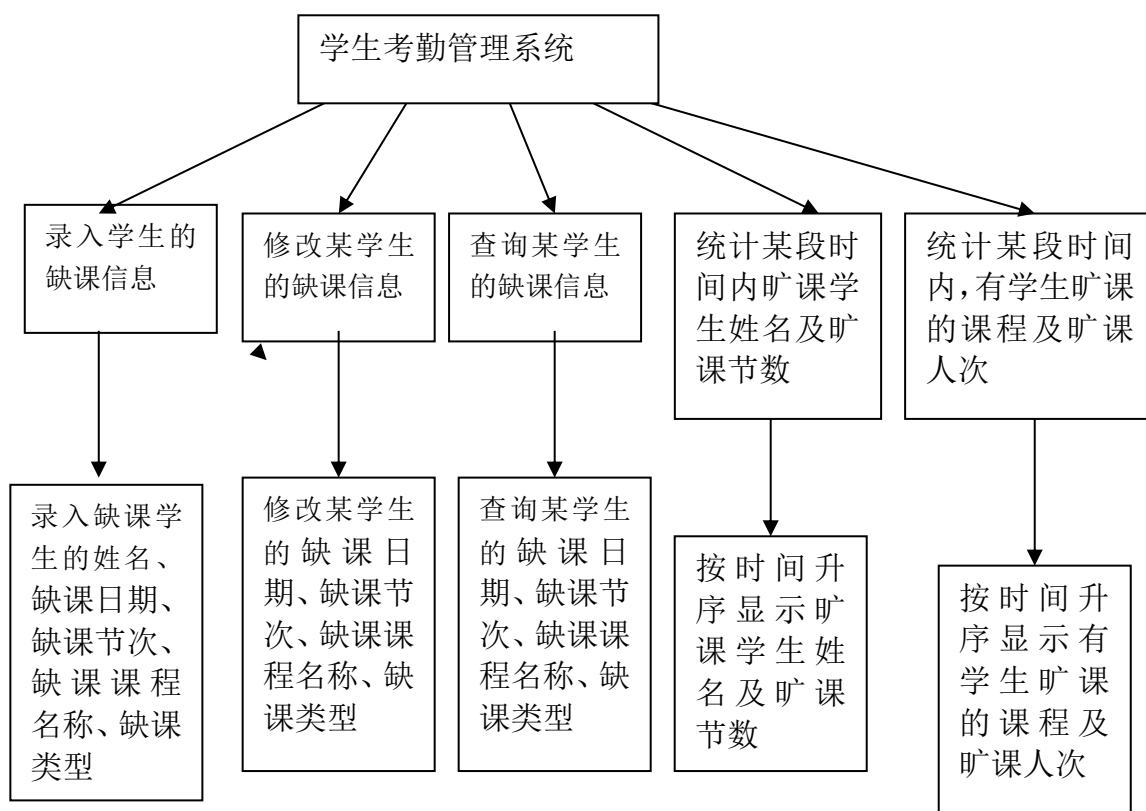 学生考勤管理系统
录入学生的
缺课信息
修改某学生
的缺课信息
查询某学生
的缺课信息
统计某段时
间内旷课学
生姓名及旷
课节数
统计某段时间
内,有学生旷课
的课程及旷课
人次
录入缺课学
生的姓名、
缺课日期、
缺课节次、
缺课课程
名称、缺课
类型
修改某学生
的缺课日
期、缺课节
次、缺课课
程名称、缺
课类型
查询某学生
的缺课日
期、缺课节
次、缺课课
程名称、缺
课类型
按时间升
序显示旷
课学生姓
名及旷课
节数
按时间升
序显示有
学生旷课
的课程及
旷课人次